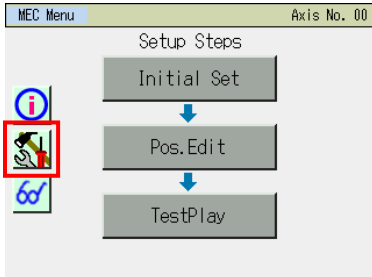 MEC Menu Axis No. 00
Setup Steps
Initial Set
Pos.Edit
TestPlay